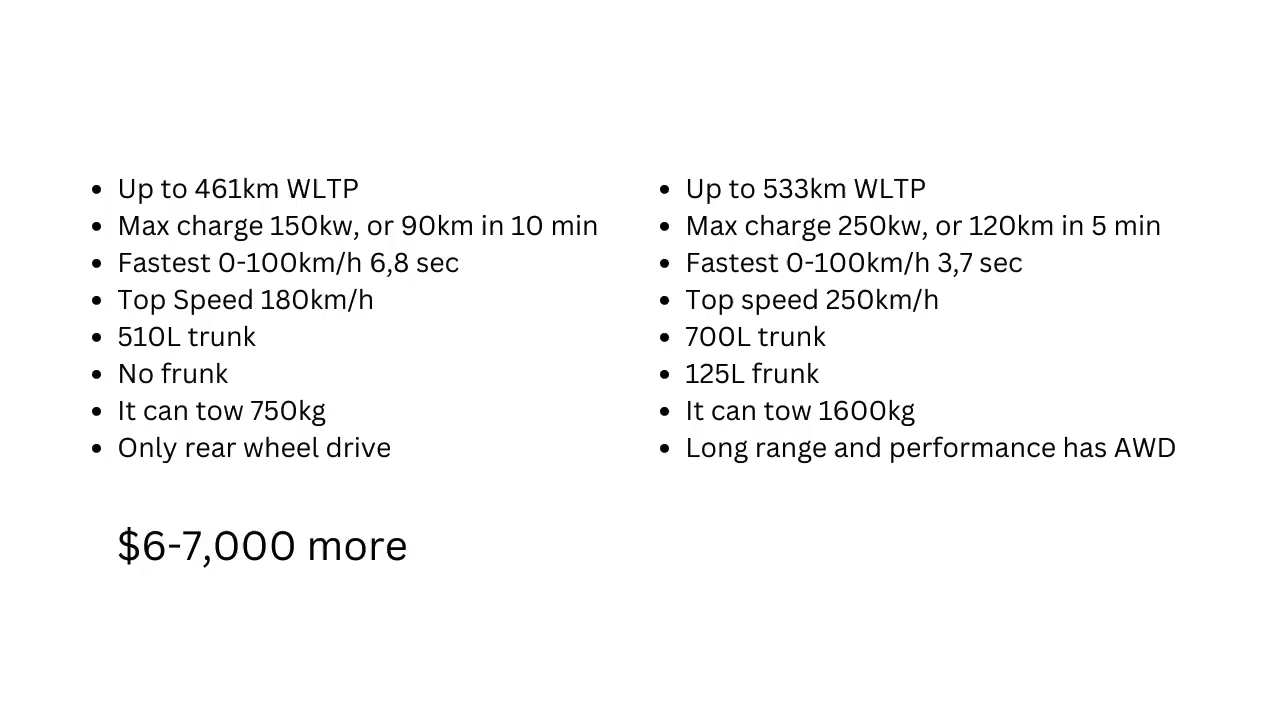 • Up to 461km WLTP
• Max charge 150kw, or 90km in 10 min
• Fastest 0-100km/h 6,8 sec
• Top Speed 180km/h
• 510L trunk
• No frunk
• It can tow 750kg
• Only rear wheel drive
$6-7,000 more
• Up to 533km WLTP
• Max charge 250kw, or 120km in 5 min
• Fastest 0-100km/h 3,7 sec
• Top speed 250km/h
• 700L trunk
• 125L frunk
• It can tow 1600kg
• Long range and performance has AWD